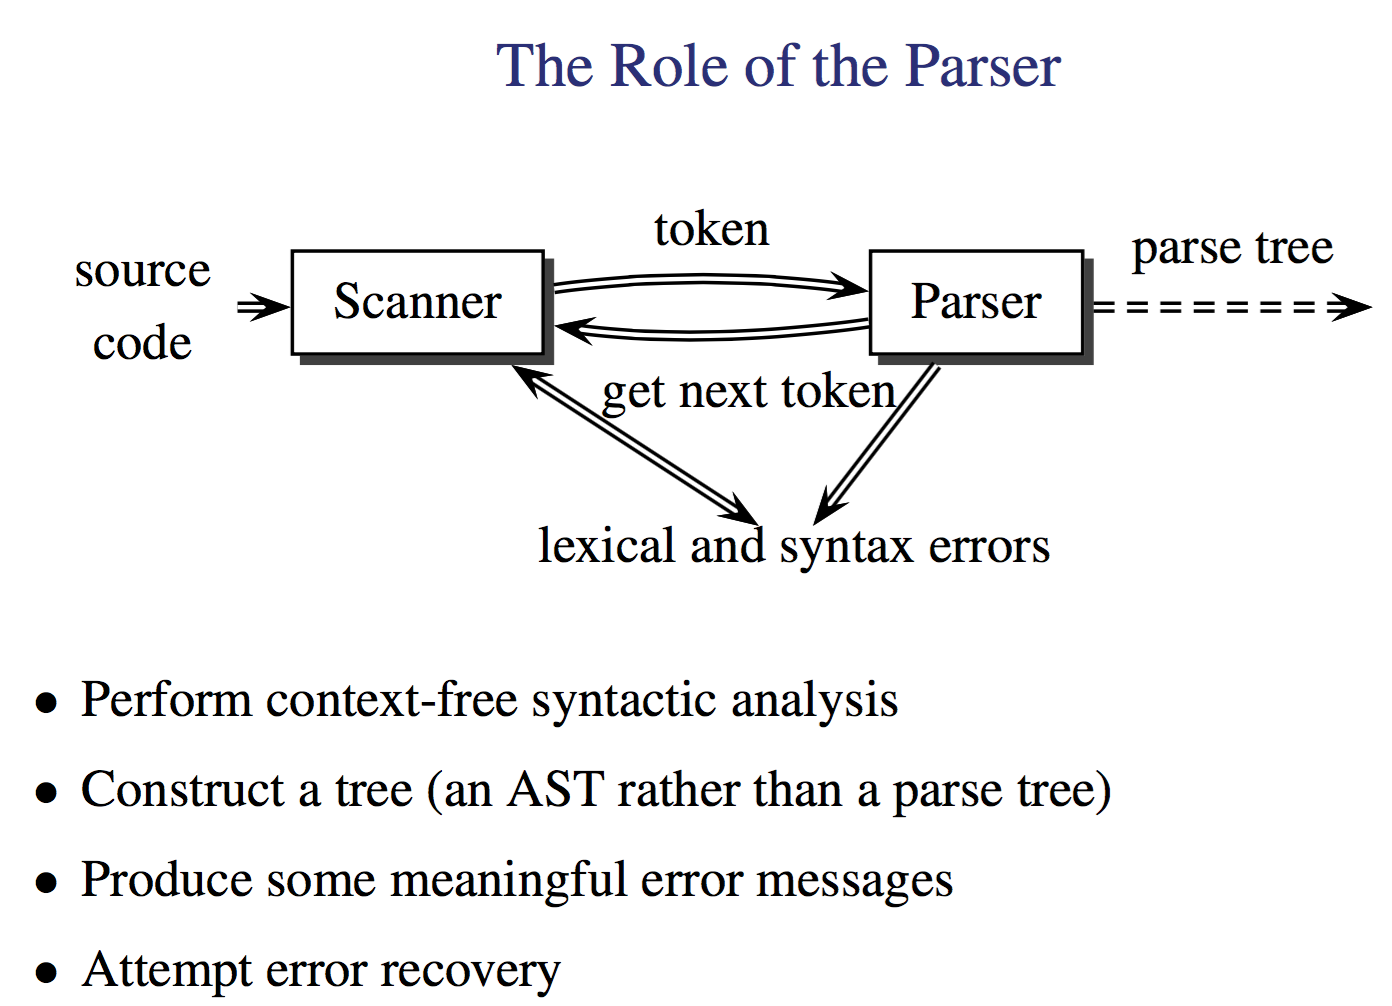 The Role of the Parser
token
parse tree
source
code
Scanner
Parser
get next token
lexical and syntax errors
• Perform context-free syntactic analysis
• Construct a tree (an AST rather than a parse tree)
• Produce some meaningful error messages
• Attempt error recovery